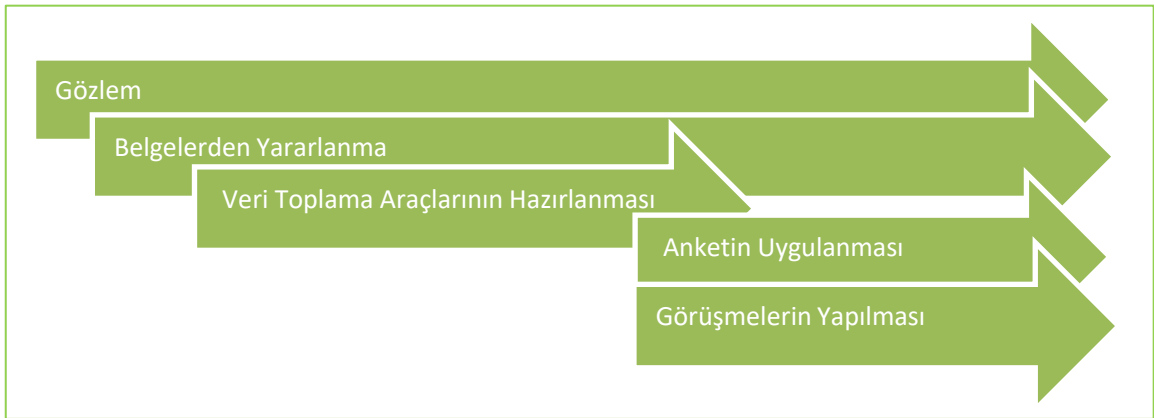 Gözlem
Belgelerden Yararlanma
Veri Toplama Araçlarının Hazırlanması
Anketin Uygulanması
Görüşmelerin Yapılması